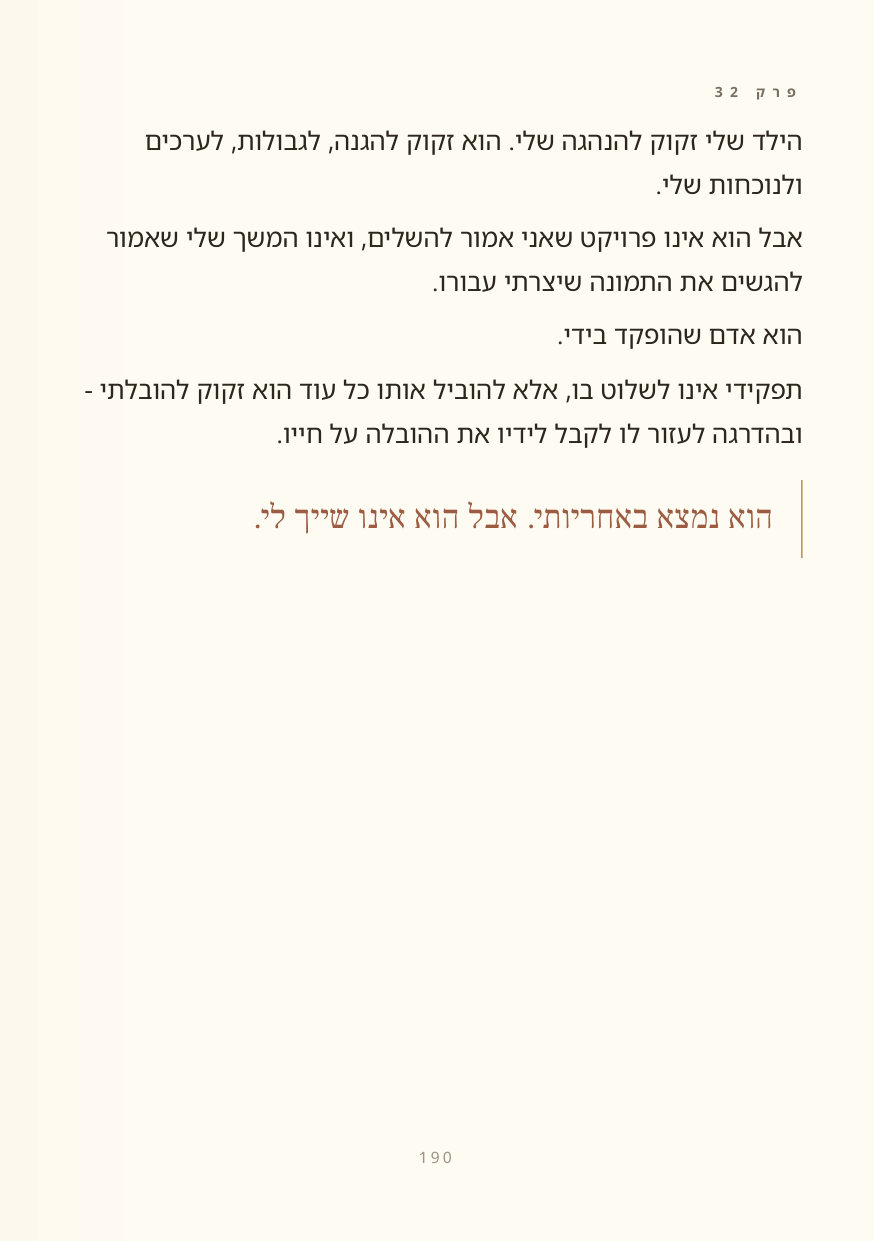 פרק 32
הילד שלי זקוק להנהגה שלי. הוא זקוק להגנה, לגבולות, לערכים
ולנוכחות שלי.
אבל הוא אינו פרויקט שאני אמור להשלים, ואינו המשך שלי שאמור
להגשים את התמונה שיצרתי עבורו.
הוא אדם שהופקד בידי.
תפקידי אינו לשלוט בו, אלא להוביל אותו כל עוד הוא זקוק להובלתי -
ובהדרגה לעזור לו לקבל לידיו את ההובלה על חייו.
הוא נמצא באחריותי. אבל הוא אינו שייך לי.
190